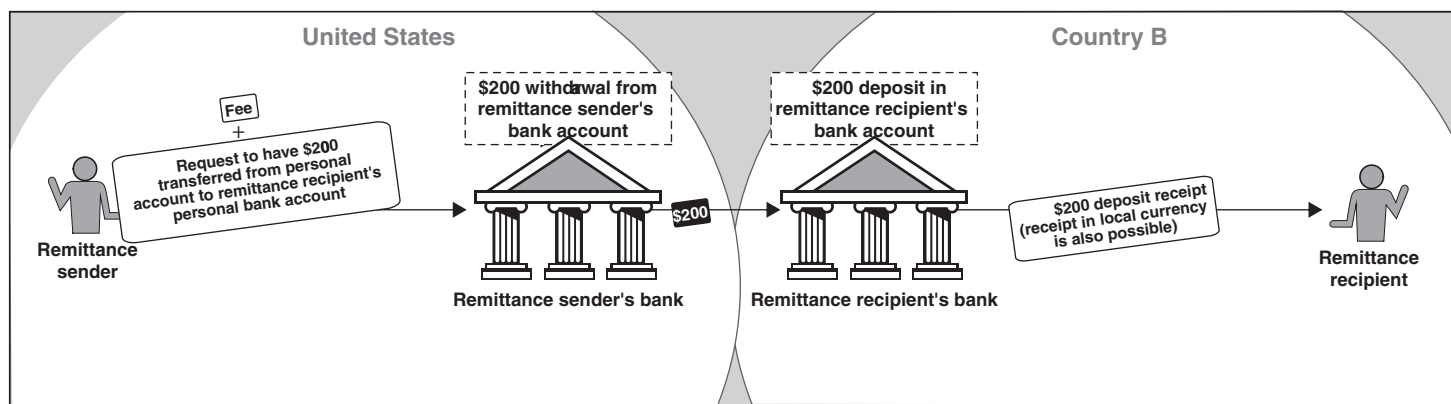 United States
Country B
Fee
+
Request to have $200
transferred from personal
account to remittance recipient's
personal bank account
Remittance
sender
$200 withdrawal from
remittance sender's
bank account
Remittance sender's bank
$200
$200 deposit in
remittance recipient's
bank account
Remittance recipient's bank
$200 deposit receipt
(receipt in local currency
is also possible)
Remittance
recipient